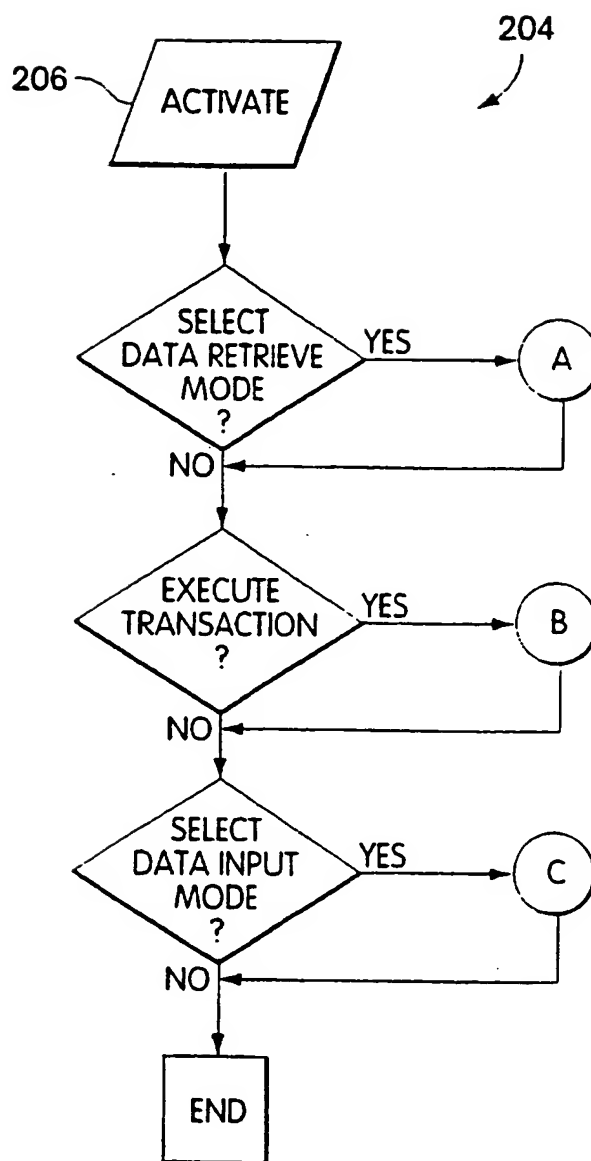 204
206
ACTIVATE
SELECT
DATA RETRIEVE
MODE
?
YES
A
NO
EXECUTE
TRANSACTION
?
YES
B
NO
SELECT
DATA INPUT
MODE
?
YES
C
NO
END